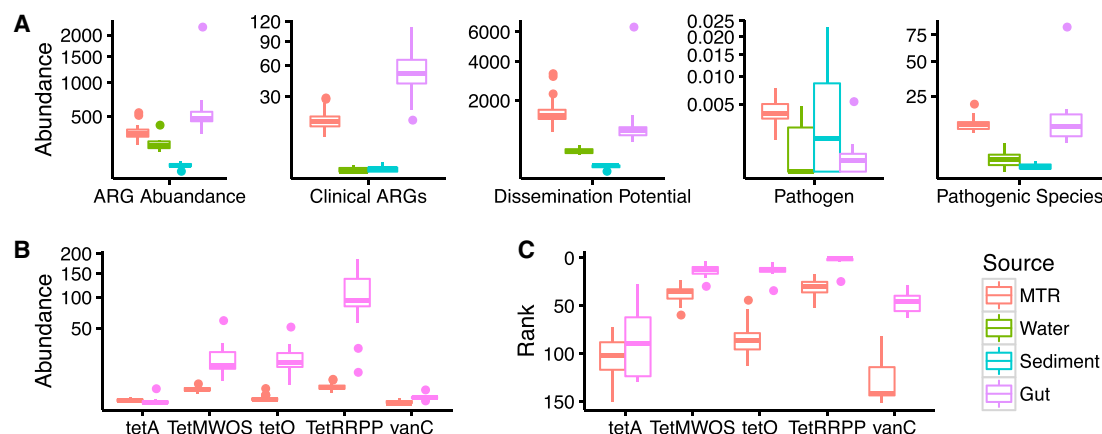 A
Abundance
2000
1500
1000
500
ARG Abuandance
120
90
60
30
Clinical ARGs
6000
4000
2000
Dissemination Potential
0.025
0.020
0.015
0.010
0.005
Pathogen
75
50
25
Pathogenic Species
B
Abundance
200
150
100
50
tetA TetMWOS tetO TetRRPP vanC
C
Rank
0
50
100
150
tetA TetMWOS tetO TetRRPP vanC
Source
MTR
Water
Sediment
Gut